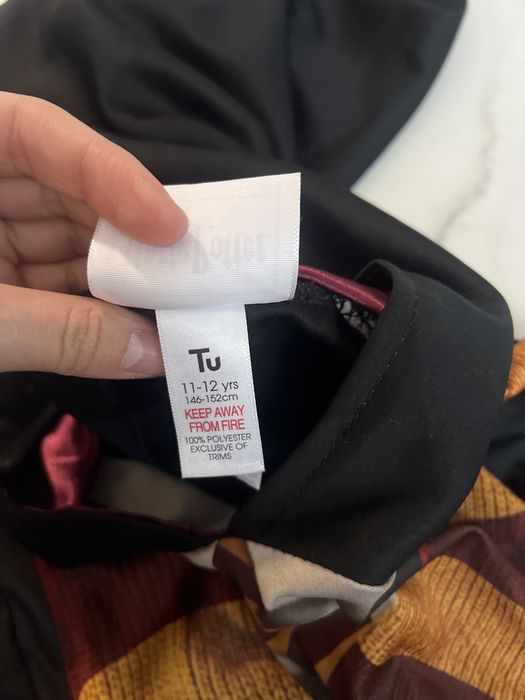 Tu
11-12 yrs
146-152cm
KEEP AWAY
FROM FIRE
100% POLYESTER
EXCLUSIVE OF
TRIMS